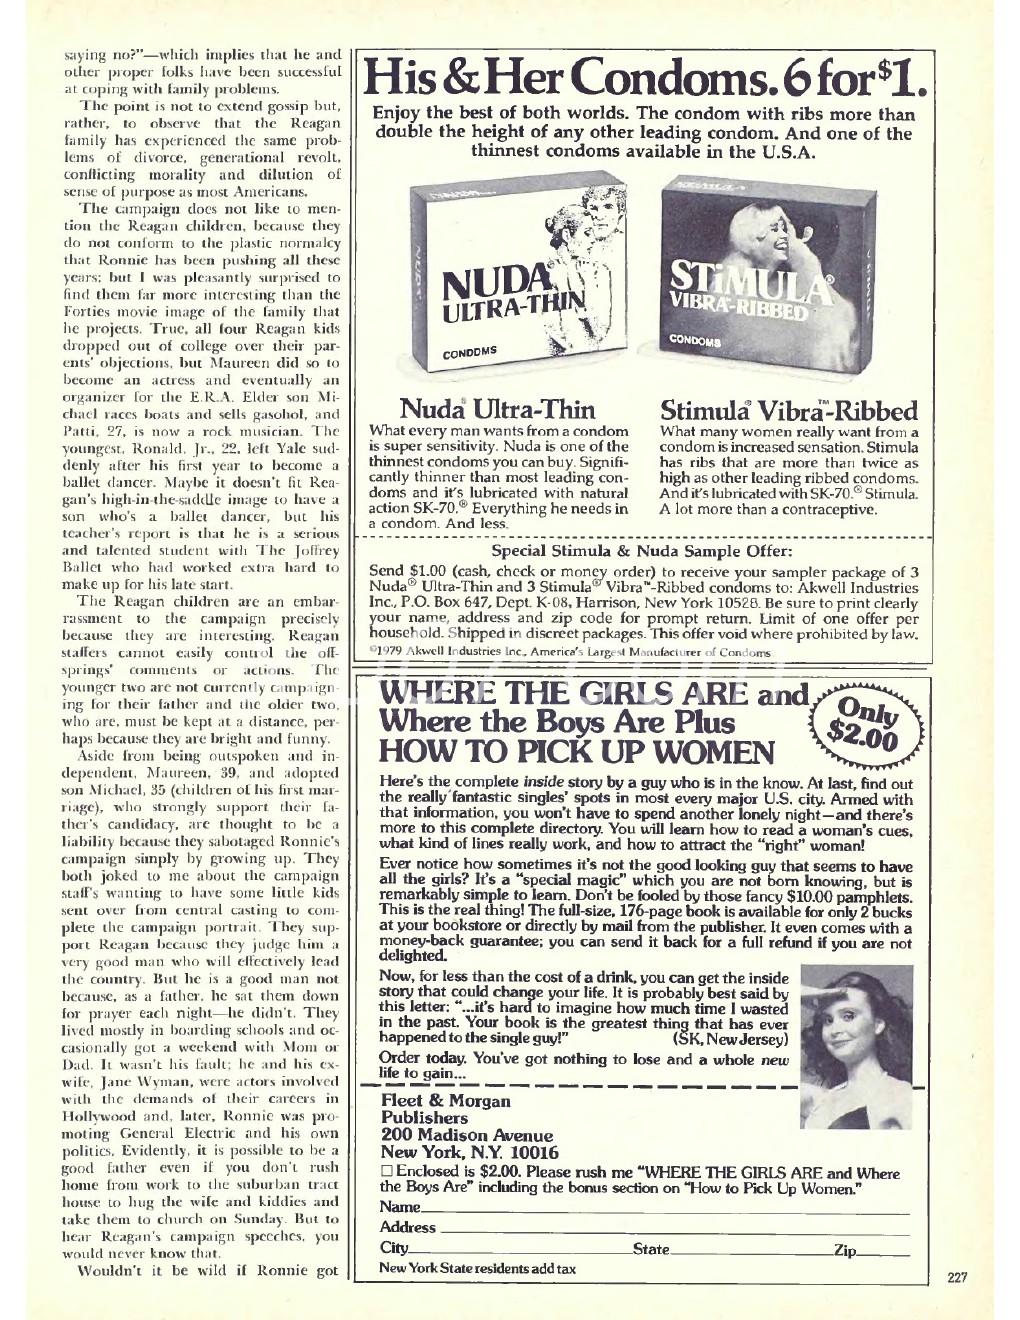 saying no?"—which implies that he and
other proper folks have been successful
at coping with family problems.
The point is not to extend gossip but,
rather, to observe that the Reagan
family has experienced the same prob-
lems of divorce, generational revolt,
conflicting morality and dilution of
sense of purpose as most Americans.
The campaign does not like to men-
tion the Reagan children, because they
do not conform to the plastic normalcy
that Ronnie has been pushing all these
years; but I was pleasantly surprised to
find them far more interesting than the
Forties movie image of the family that
he projects. True, all four Reagan kids
dropped out of college over their par-
ents' objections, but Maureen did so to
become an actress and eventually an
organizer for the E.R.A. Elder son Mi-
chael races boats and sells gasohol, and
Patti, 27, is now a rock musician. The
youngest, Ronald, Jr., 22, left Yale sud-
denly after his first year to become a
ballet dancer. Maybe it doesn't fit Rea-
gan's high-in-the-saddle image to have a
son who's a ballet dancer, but his
teacher's report is that he is a serious
and talented student with The Joffrey
Ballet who had worked extra hard to
make up for his late start.
The Reagan children are an embar-
rassment to the campaign precisely
because they are interesting. Reagan
staffers cannot easily control the off-
springs' comments or actions. The
younger two are not currently campaign-
ing for their father and the older two,
who are, must be kept at a distance, per-
haps because they are bright and funny.
Aside from being outspoken and in-
dependent, Maureen, 39, and adopted
son Michael, 35 (children of his first mar-
riage), who strongly support their fa-
ther's candidacy, are thought to be a
liability because they sabotaged Ronnie's
campaign simply by growing up. They
both joked to me about the campaign
staff's wanting to have some little kids
sent over from central casting to com-
plete the campaign portrait. They sup-
port Reagan because they judge him a
very good man who will effectively lead
the country. But he is a good man not
because, as a father, he sat them down
for prayer each night—he didn't. They
lived mostly in boarding schools and oc-
casionally got a weekend with Mom or
Dad. It wasn't his fault; he and his ex-
wife, Jane Wyman, were actors involved
with the demands of their careers in
Hollywood and, later, Ronnie was pro-
moting General Electric and his own
politics. Evidently, it is possible to be a
good father even if you don't rush
home from work to the suburban tract
house to hug the wife and kiddies and
take them to church on Sunday. But to
hear Reagan's campaign speeches, you
would never know that.
Wouldn't it be wild if Ronnie got
His & Her Condoms. 6 for $1.
Enjoy the best of both worlds. The condom with ribs more than
double the height of any other leading condom. And one of the
thinnest condoms available in the U.S.A.
NUDA®
ULTRA-THIN
CONDOMS
STiMULA®
VIBRA-RIBBED
CONDOMS
Nuda® Ultra-Thin
What every man wants from a condom
is super sensitivity. Nuda is one of the
thinnest condoms you can buy. Signifi-
cantly thinner than most leading con-
doms and it's lubricated with natural
action SK-70.® Everything he needs in
a condom. And less.
Stimula® Vibra™-Ribbed
What many women really want from a
condom is increased sensation. Stimula
has ribs that are more than twice as
high as other leading ribbed condoms.
And it's lubricated with SK-70.® Stimula.
A lot more than a contraceptive.
Special Stimula & Nuda Sample Offer:
Send $1.00 (cash, check or money order) to receive your sampler package of 3
Nuda® Ultra-Thin and 3 Stimula® Vibra™-Ribbed condoms to: Akwell Industries
Inc., P.O. Box 647, Dept. K-08, Harrison, New York 10528. Be sure to print clearly
your name, address and zip code for prompt return. Limit of one offer per
household. Shipped in discreet packages. This offer void where prohibited by law.
©1979 Akwell Industries Inc., America's Largest Manufacturer of Condoms
WHERE THE GIRLS ARE and
Where the Boys Are Plus
HOW TO PICK UP WOMEN
Only
$2.00
Here's the complete inside story by a guy who is in the know. At last, find out
the really fantastic singles' spots in most every major U.S. city. Armed with
that information, you won't have to spend another lonely night—and there's
more to this complete directory. You will learn how to read a woman's cues,
what kind of lines really work, and how to attract the "right" woman!
Ever notice how sometimes it's not the good looking guy that seems to have
all the girls? It's a "special magic" which you are not born knowing, but is
remarkably simple to learn. Don't be fooled by those fancy $10.00 pamphlets.
This is the real thing! The full-size, 176-page book is available for only 2 bucks
at your bookstore or directly by mail from the publisher. It even comes with a
money-back guarantee; you can send it back for a full refund if you are not
delighted.
Now, for less than the cost of a drink, you can get the inside
story that could change your life. It is probably best said by
this letter: "...it's hard to imagine how much time I wasted
in the past. Your book is the greatest thing that has ever
happened to the single guy!" (SK, New Jersey)
Order today. You've got nothing to lose and a whole new
life to gain...
Fleet & Morgan
Publishers
200 Madison Avenue
New York, N.Y. 10016
☐ Enclosed is $2.00. Please rush me "WHERE THE GIRLS ARE and Where
the Boys Are" including the bonus section on "How to Pick Up Women."
Name
Address
City State Zip
New York State residents add tax
227